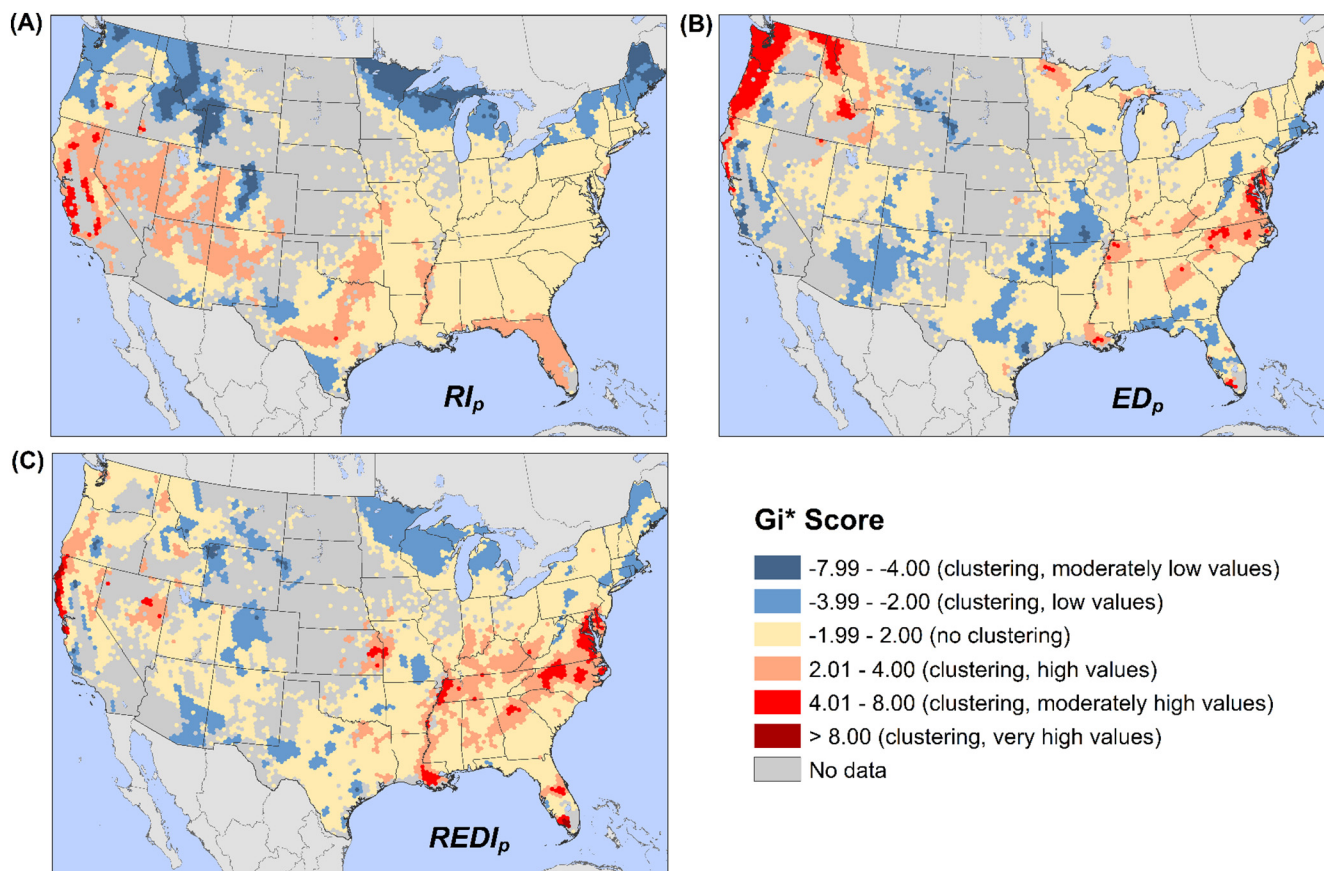 (A)
(B)
RIp
EDp
(C)
REDIp
Gi* Score
-7.99 - -4.00 (clustering, moderately low values)
-3.99 - -2.00 (clustering, low values)
-1.99 - 2.00 (no clustering)
2.01 - 4.00 (clustering, high values)
4.01 - 8.00 (clustering, moderately high values)
> 8.00 (clustering, very high values)
No data